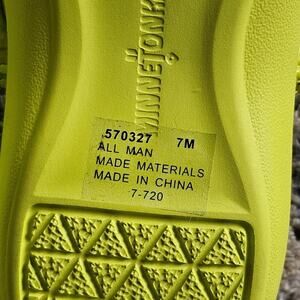 MINNETONKA
570327 7M
ALL MAN
MADE MATERIALS
MADE IN CHINA
7-720